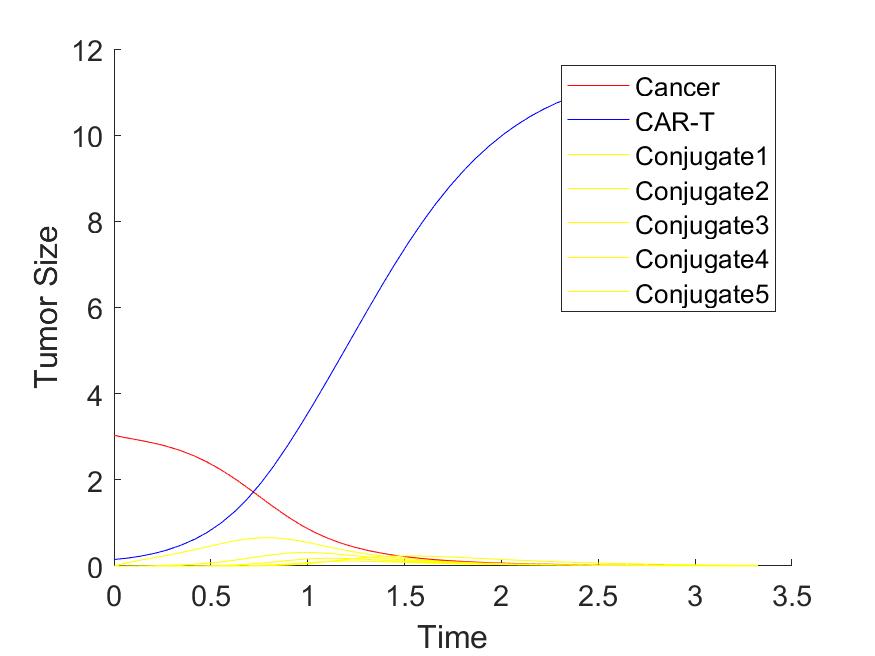 12
10
8
6
4
2
0
Tumor Size
Cancer
CAR-T
Conjugate1
Conjugate2
Conjugate3
Conjugate4
Conjugate5
0 0.5 1 1.5 2 2.5 3 3.5
Time